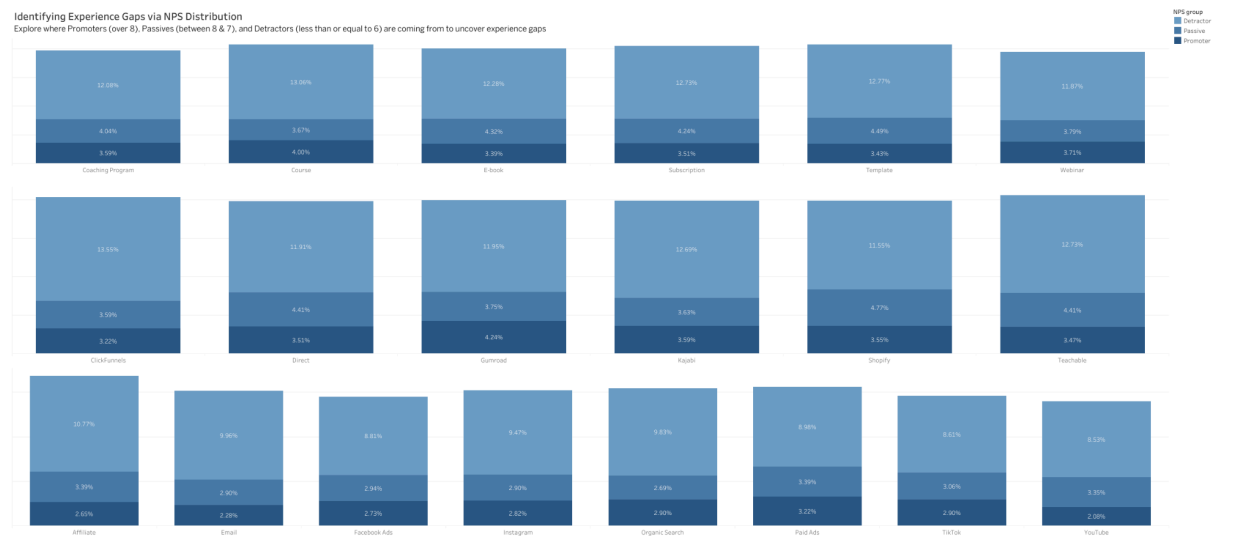 Identifying Experience Gaps via NPS Distribution
Explore where Promoters (over 8), Passives (between 8 & 7), and Detractors (less than or equal to 6) are coming from to uncover experience gaps
NPS group
Detractor
Passive
Promoter
12.08% 13.06% 12.28% 12.73% 12.77% 11.87%
4.04% 3.67% 4.32% 4.24% 4.49% 3.79%
3.59% 4.00% 3.39% 3.51% 3.43% 3.71%
Coaching Program Course E-book Subscription Template Webinar
13.55% 11.91% 11.95% 12.69% 11.55% 12.73%
3.59% 4.41% 3.75% 3.63% 4.77% 4.41%
3.22% 3.51% 4.24% 3.59% 3.55% 3.47%
ClickFunnels Direct Gumroad Kajabi Shopify Teachable
10.77% 9.96% 8.81% 9.47% 9.83% 8.98% 8.61% 8.53%
3.39% 2.90% 2.94% 2.90% 2.69% 3.39% 3.06% 3.35%
2.65% 2.28% 2.73% 2.82% 2.90% 3.22% 2.90% 2.08%
Affiliate Email Facebook Ads Instagram Organic Search Paid Ads TikTok YouTube